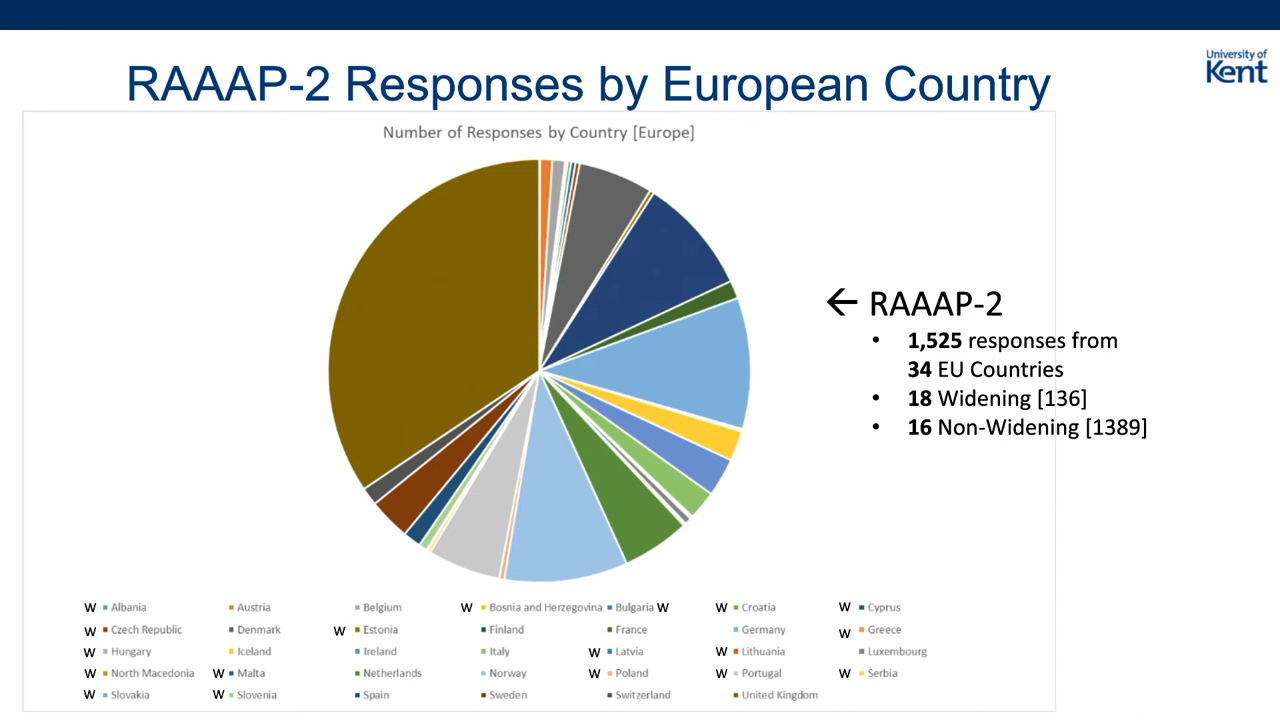 University of
Kent
RAAAP-2 Responses by European Country
Number of Responses by Country [Europe]
← RAAAP-2
• 1,525 responses from
34 EU Countries
• 18 Widening [136]
• 16 Non-Widening [1389]
W Albania Austria Belgium W Bosnia and Herzegovina Bulgaria W W Croatia W Cyprus
W Czech Republic Denmark W Estonia Finland France Germany W Greece
W Hungary Iceland Ireland Italy W Latvia W Lithuania Luxembourg
W North Macedonia W Malta Netherlands Norway W Poland W Portugal W Serbia
W Slovakia W Slovenia Spain Sweden Switzerland United Kingdom